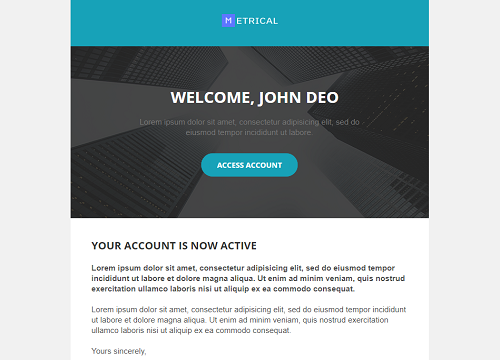 METRICAL
WELCOME, JOHN DEO
Lorem ipsum dolor sit amet, consectetur adipisicing elit, sed do
eiusmod tempor incididunt ut labore
ACCESS ACCOUNT
YOUR ACCOUNT IS NOW ACTIVE
Lorem ipsum dolor sit amet, consectetur adipisicing elit, sed do eiusmod tempor
incididunt ut labore et dolore magna aliqua. Ut enim ad minim veniam, quis nostrud
exercitation ullamco laboris nisi ut aliquip ex ea commodo consequat.
Lorem ipsum dolor sit amet, consectetur adipisicing elit, sed do eiusmod tempor
incididunt ut labore et dolore magna aliqua. Ut enim ad minim veniam, quis nostrud exercitation
ullamco laboris nisi ut aliquip ex ea commodo consequat.
Yours sincerely,